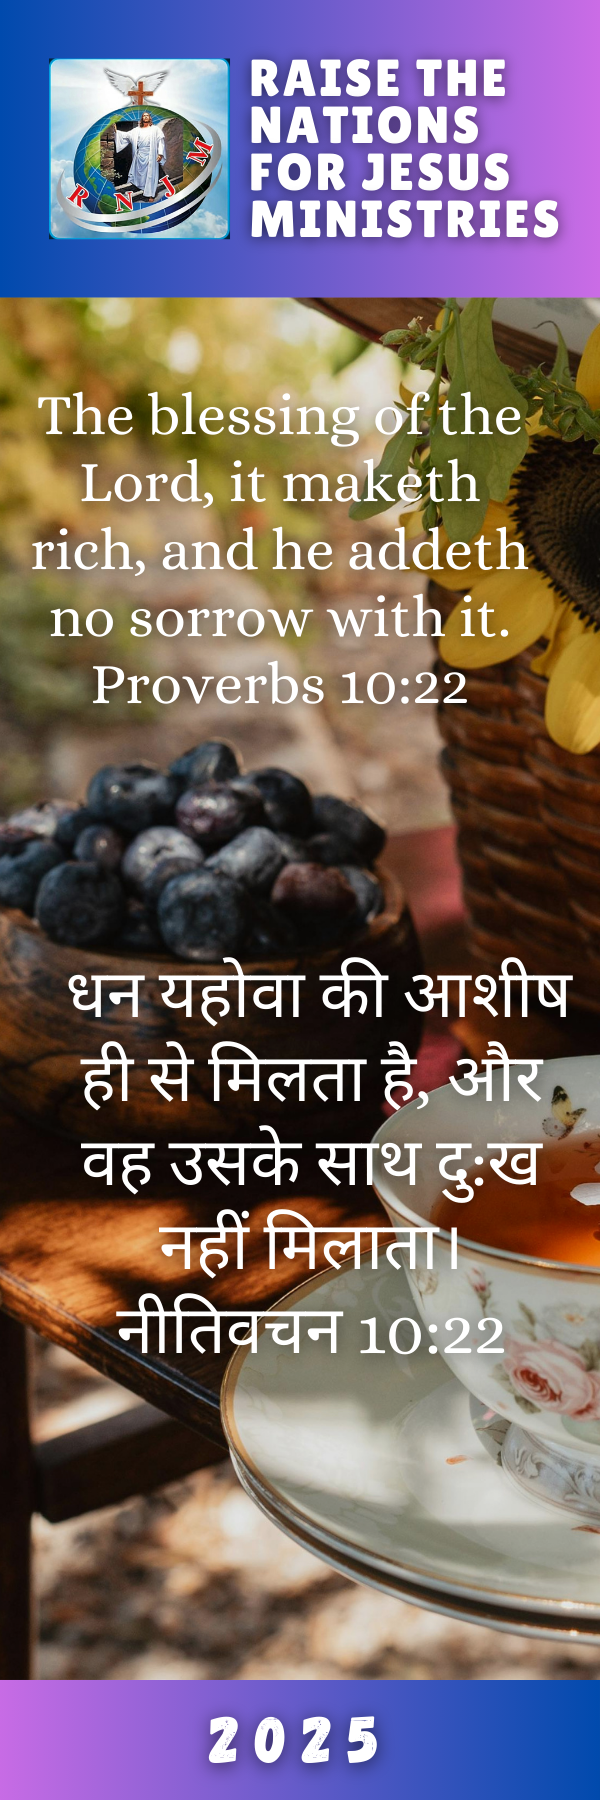 RNJM
RAISE THE
NATIONS
FOR JESUS
MINISTRIES
The blessing of the
Lord, it maketh
rich, and he addeth
no sorrow with it.
Proverbs 10:22
धन यहोवा की आशीष
ही से मिलता है, और
वह उसके साथ दु:ख
नहीं मिलाता।
नीतिवचन 10:22
2025